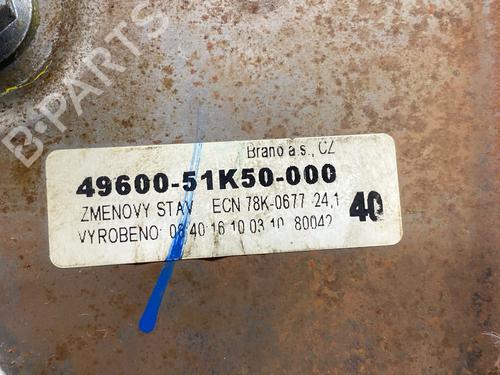 B-PARTS
Brano a.s., CZ
49600-51K50-000
ZMENOVY STAV ECN 78K-0677 24,1
40
VYROBENO: 08 40 16 10 03 10 80042